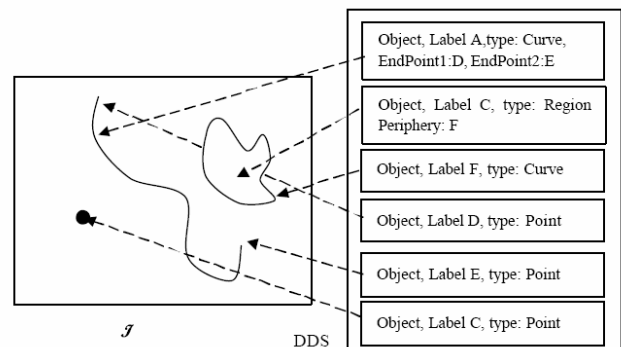 Object, Label A,type: Curve,
EndPoint1:D, EndPoint2:E
Object, Label C, type: Region
Periphery: F
Object, Label F, type: Curve
Object, Label D, type: Point
Object, Label E, type: Point
Object, Label C, type: Point
ℐ
DDS